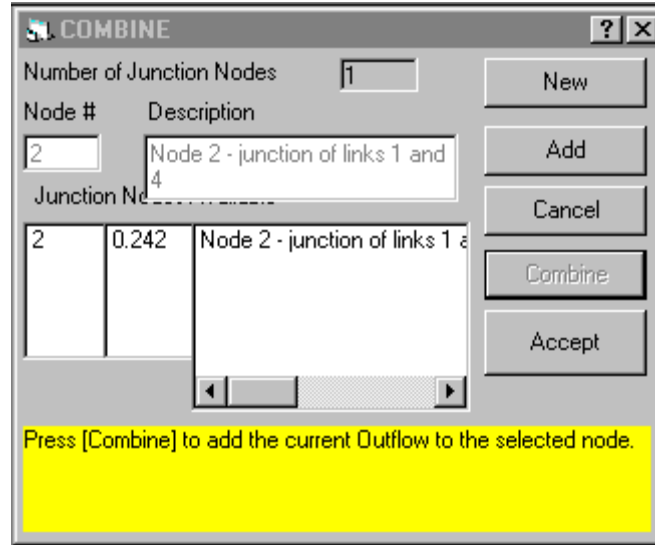 COMBINE
Number of Junction Nodes 1
New
Node # Description
2 Node 2 - junction of links 1 and
4
Add
Junction
Cancel
2 0.242 Node 2 - junction of links 1
Combine
Accept
Press [Combine] to add the current Outflow to the selected node.